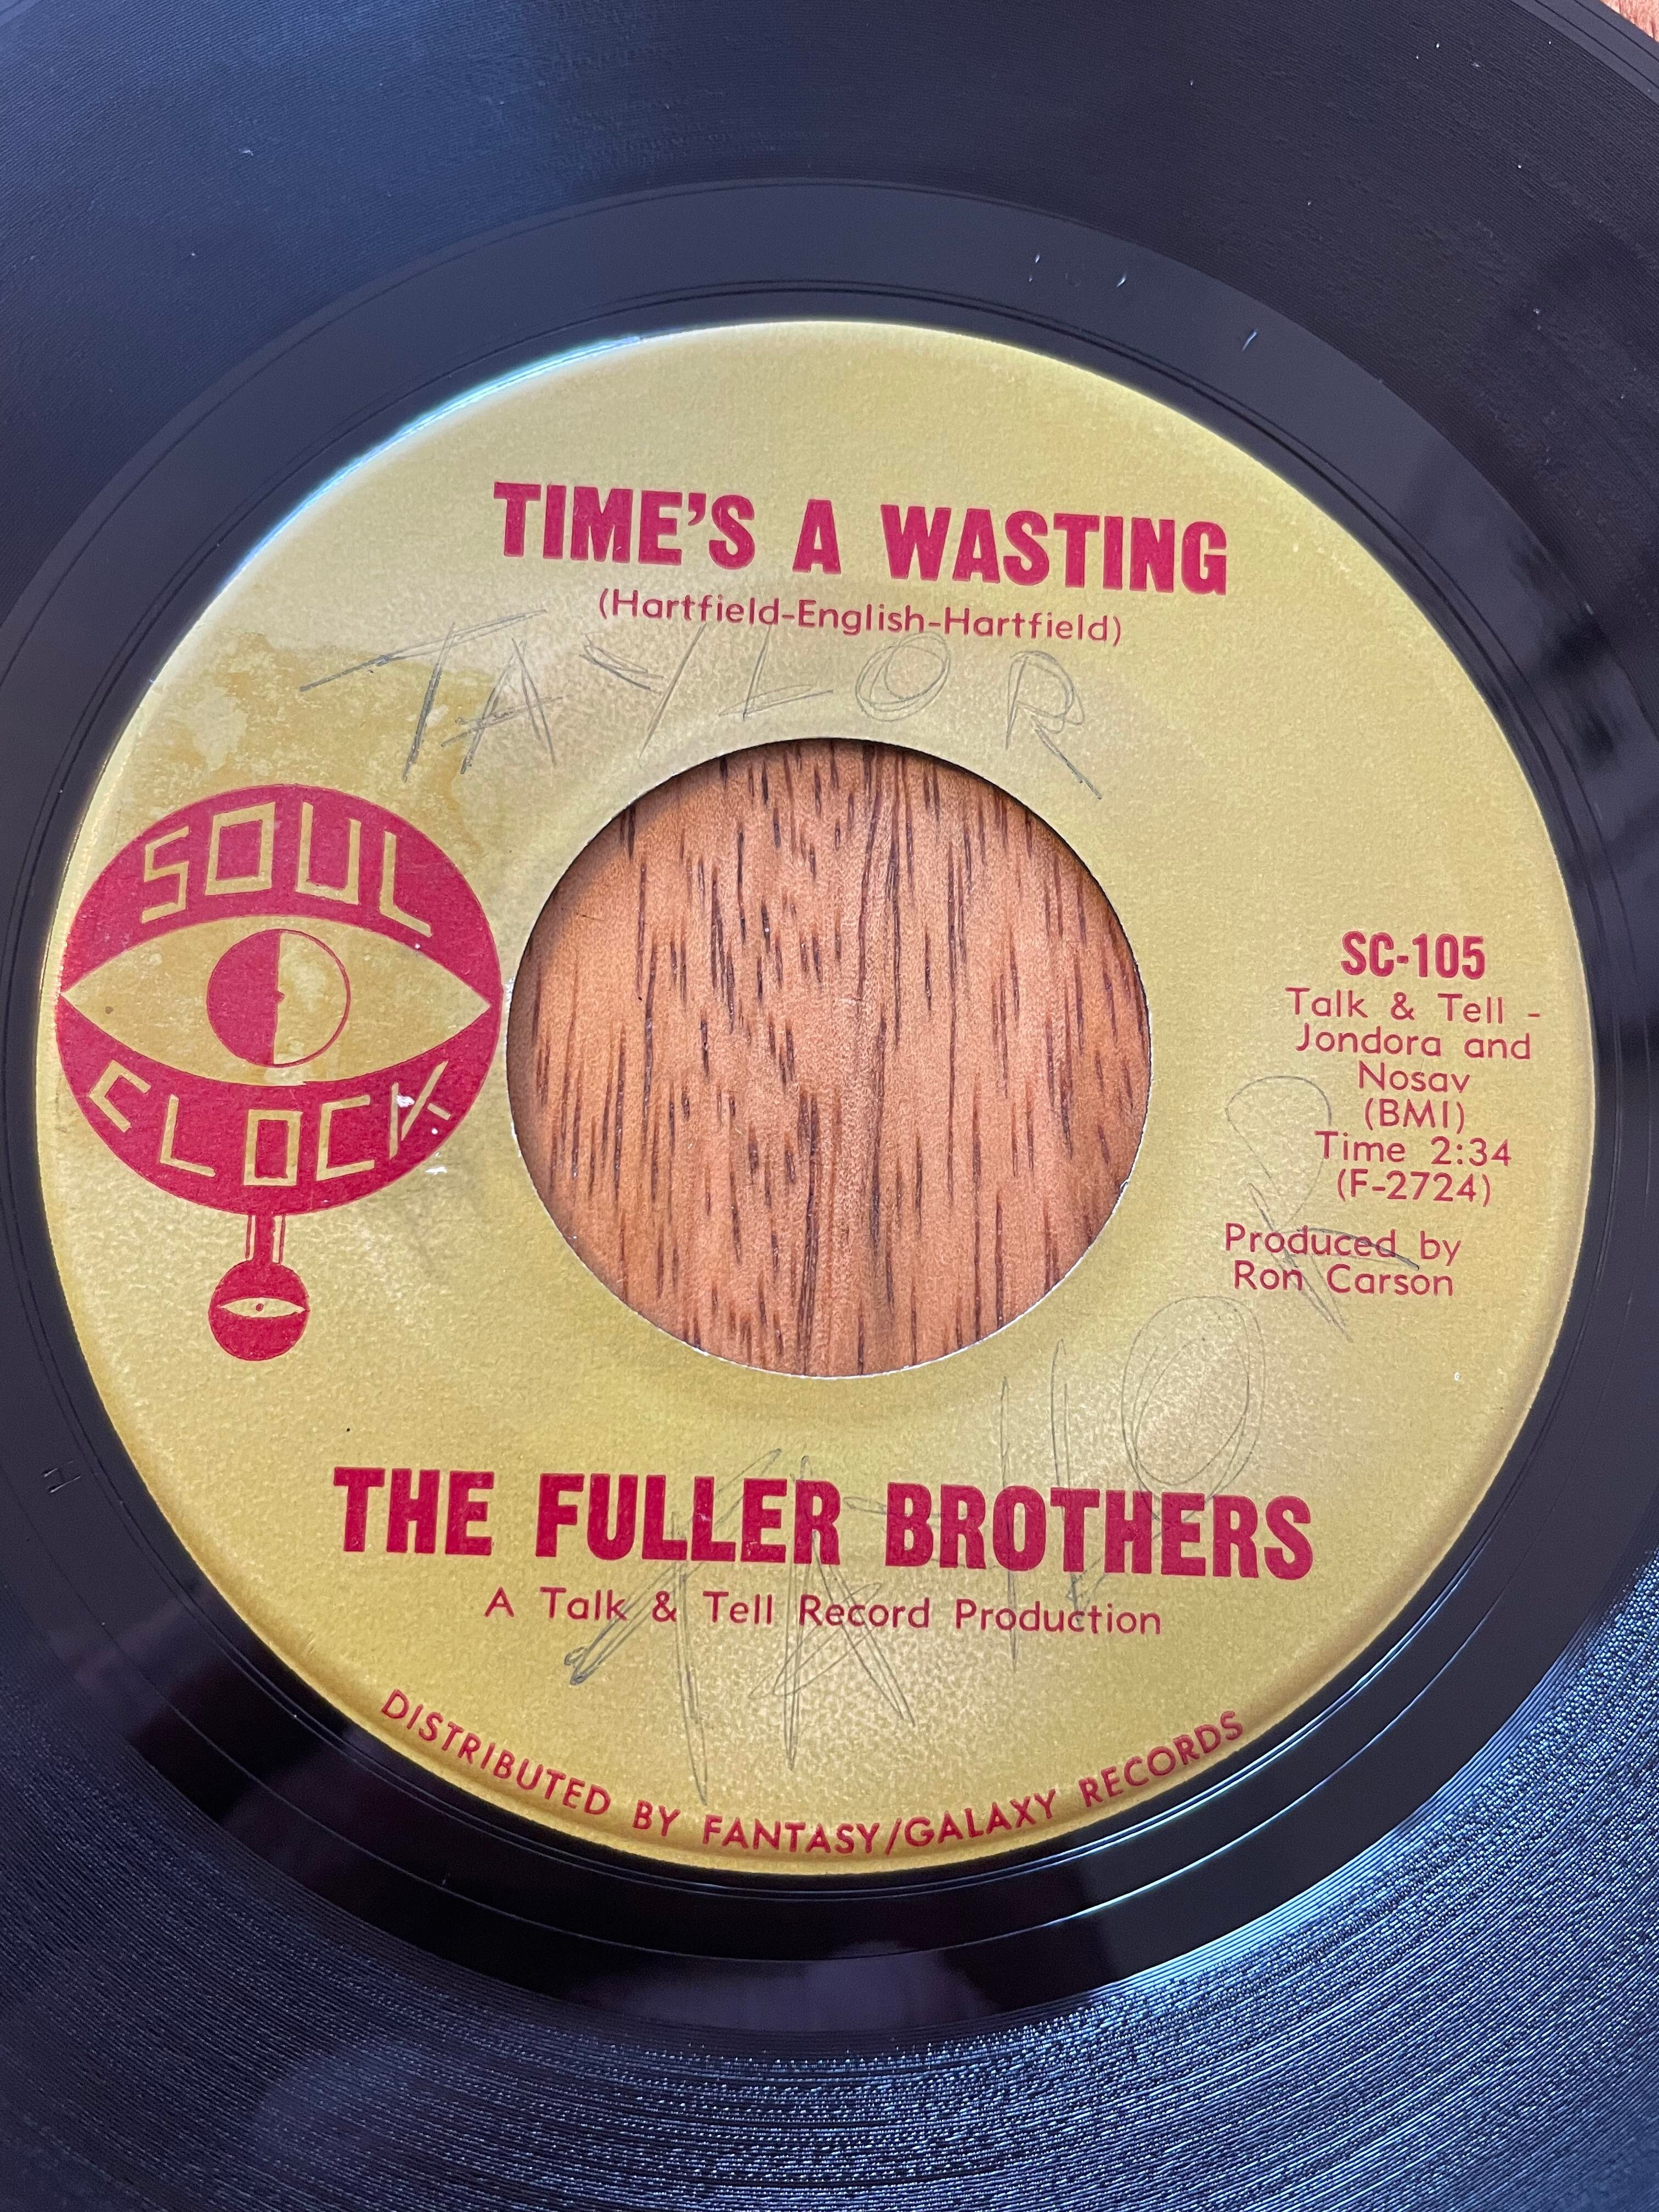 TIME'S A WASTING
(Hartfield-English-Hartfield)
TAYLOR
SOUL
CLOCK
SC-105
Talk & Tell -
Jondora and
Nosav
(BMI)
Time 2:34
(F-2724)
Produced by
Ron Carson
THE FULLER BROTHERS
A Talk & Tell Record Production
DISTRIBUTED BY FANTASY/GALAXY RECORDS